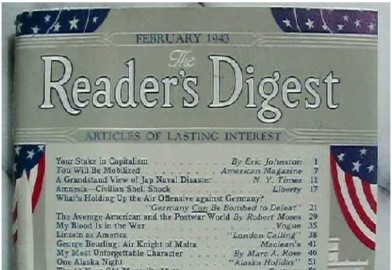 FEBRUARY 1943
The
Reader's Digest
ARTICLES OF LASTING INTEREST
Your Stake in Capitalism . . . By Eric Johnston 1
You Will Be Mobilized . . . American Magazine 7
A Grandstand View of Jap Naval Disaster . N. Y. Times 11
Amnesia—Civilian Shell Shock . . . Liberty 17
What's Holding Up the Air Offensive against Germany?
"Germany Can Be Bombed to Defeat" 21
The Average American and the Postwar World By Robert Moses 29
My Blood Is in the War . . . Vogue 35
Lincoln in America . . . "London Calling" 38
George Beurling: Air Knight of Malta . . . Maclean's 41
My Most Unforgettable Character . . . By Marc A. Rose 46
One Alaska Night . . . "Alaska Holiday" 51